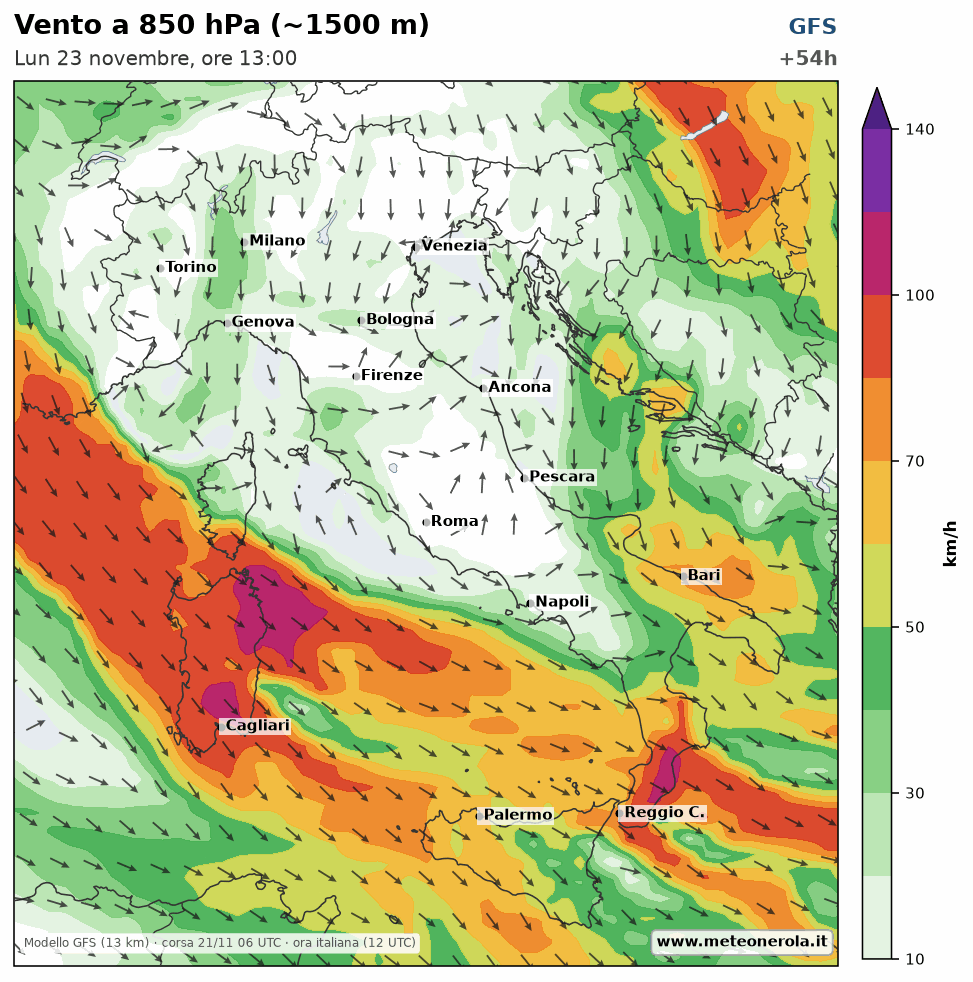 Vento a 850 hPa (~1500 m)
GFS
Lun 23 novembre, ore 13:00
+54h
140
100
70
50
30
10
km/h
Milano
Venezia
Torino
Genova
Bologna
Firenze
Ancona
Pescara
Roma
Bari
Napoli
Cagliari
Palermo
Reggio C.
Modello GFS (13 km) · corsa 21/11 06 UTC · ora italiana (12 UTC)
www.meteonerola.it